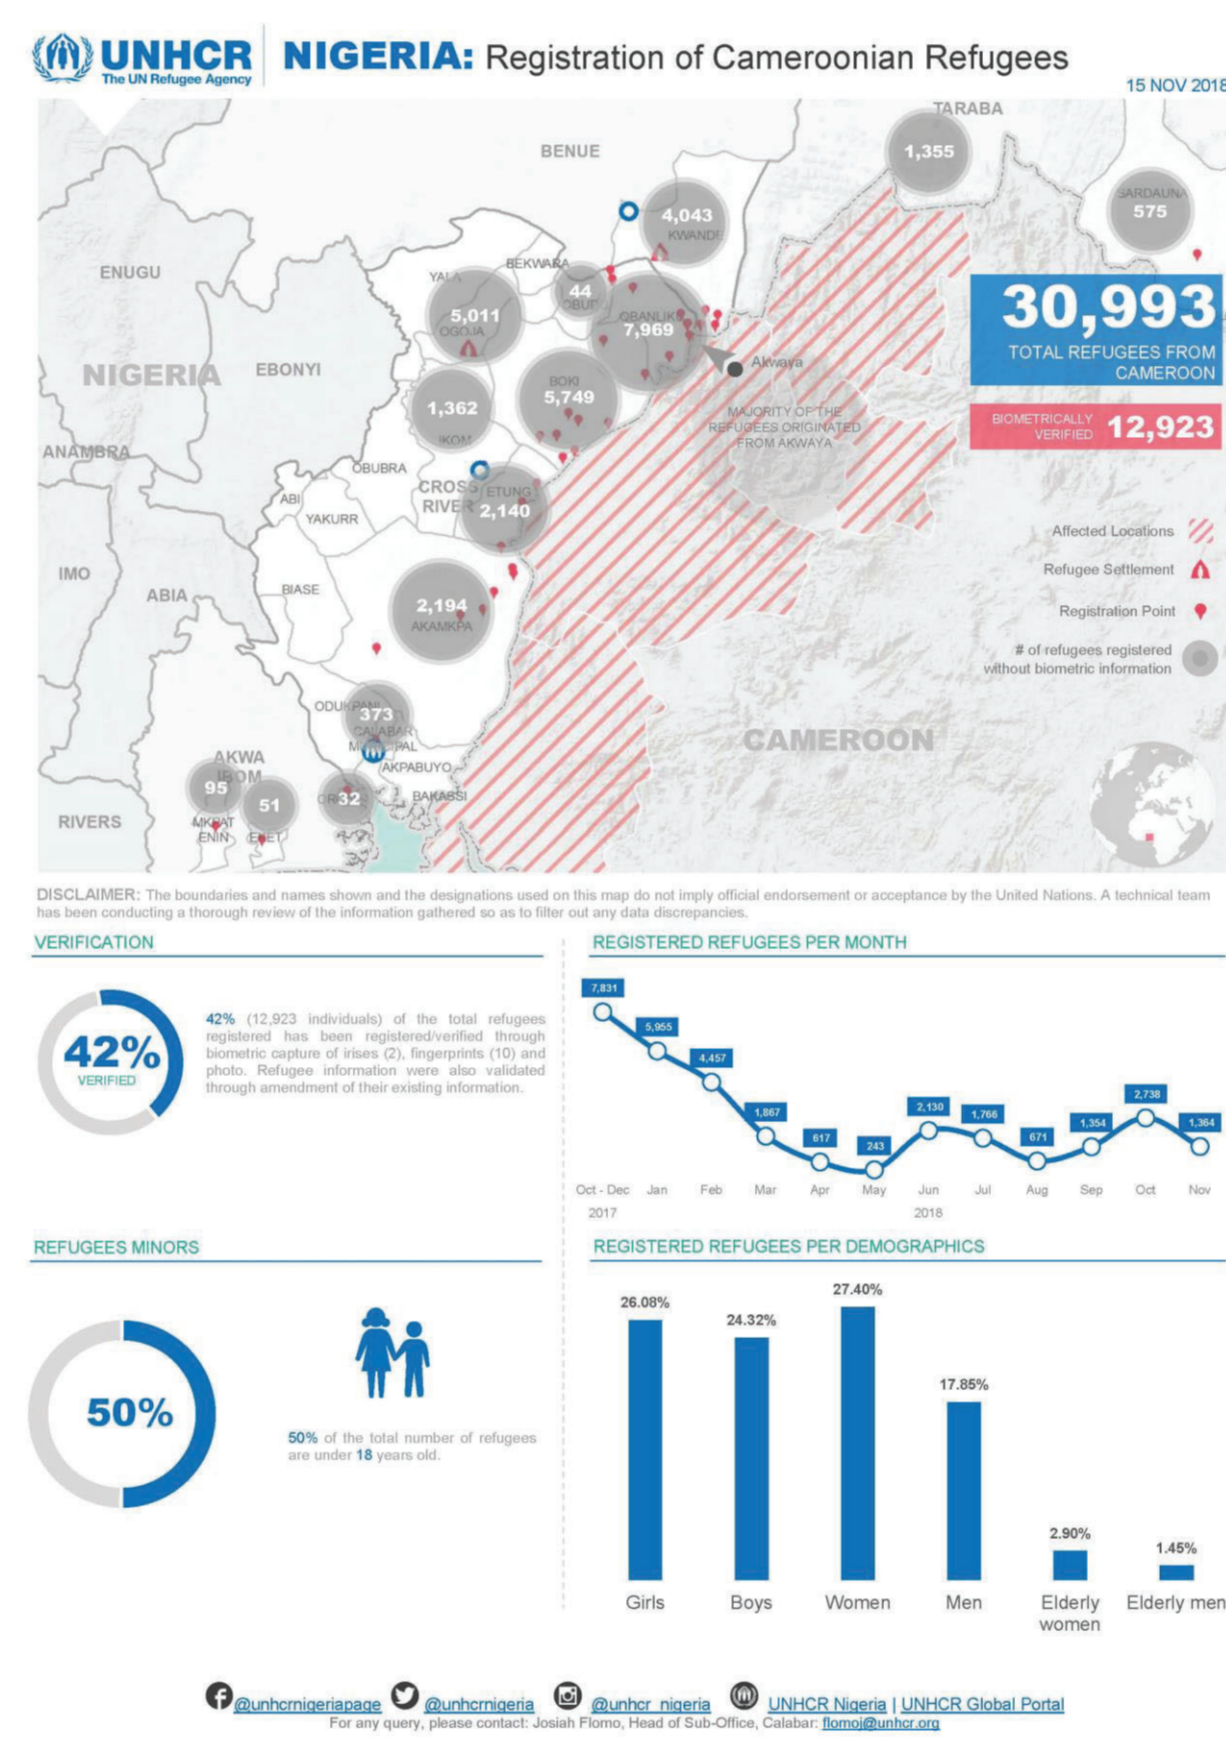 UNHCR
The UN Refugee Agency
NIGERIA: Registration of Cameroonian Refugees
15 NOV 2018
TARABA
1,355
BENUE
SARDAUNA
575
4,043
KWANDE
ENUGU
BEKWARA
YALA
44
5,011
OGOJA
OBANLIKU
7,969
30,993
TOTAL REFUGEES FROM
CAMEROON
NIGERIA
EBONYI
Akwaya
BOKI
5,749
1,362
IKOM
MAJORITY OF THE
REFUGEES ORIGINATED
FROM AKWAYA
BIOMETRICALLY
VERIFIED
12,923
ANAMBRA
OBUBRA
CROSS
RIVER
ETUNG
2,140
ABI
YAKURR
Affected Locations
Refugee Settlement
Registration Point
# of refugees registered
without biometric information
IMO
ABIA
BIASE
2,194
AKAMKPA
ODUKPANI
373
CALABAR
CAMEROON
AKWA
IBOM
AKPABUYO
BAKASSI
95
51
32
RIVERS
MKPAT
ENIN
DISCLAIMER: The boundaries and names shown and the designations used on this map do not imply official endorsement or acceptance by the United Nations. A technical team
has been conducting a thorough review of the information gathered so as to filter out any data discrepancies.
VERIFICATION
42%
VERIFIED
42% (12,923 individuals) of the total refugees
registered has been registered/verified through
biometric capture of irises (2), fingerprints (10) and
photo. Refugee information were also validated
through amendment of their existing information.
REGISTERED REFUGEES PER MONTH
7,831
5,955
4,457
1,867
617
243
2,130
1,766
671
1,354
2,738
1,364
Oct - Dec Jan Feb Mar Apr May Jun Jul Aug Sep Oct Nov
2017 2018
REFUGEES MINORS
50%
50% of the total number of refugees
are under 18 years old.
REGISTERED REFUGEES PER DEMOGRAPHICS
26.08%
24.32%
27.40%
17.85%
2.90%
1.45%
Girls Boys Women Men Elderly women Elderly men
@unhcrnigeriapage @unhcrnigeria @unhcr_nigeria UNHCR Nigeria | UNHCR Global Portal
For any query, please contact: Josiah Flomo, Head of Sub-Office, Calabar: flomoj@unhcr.org